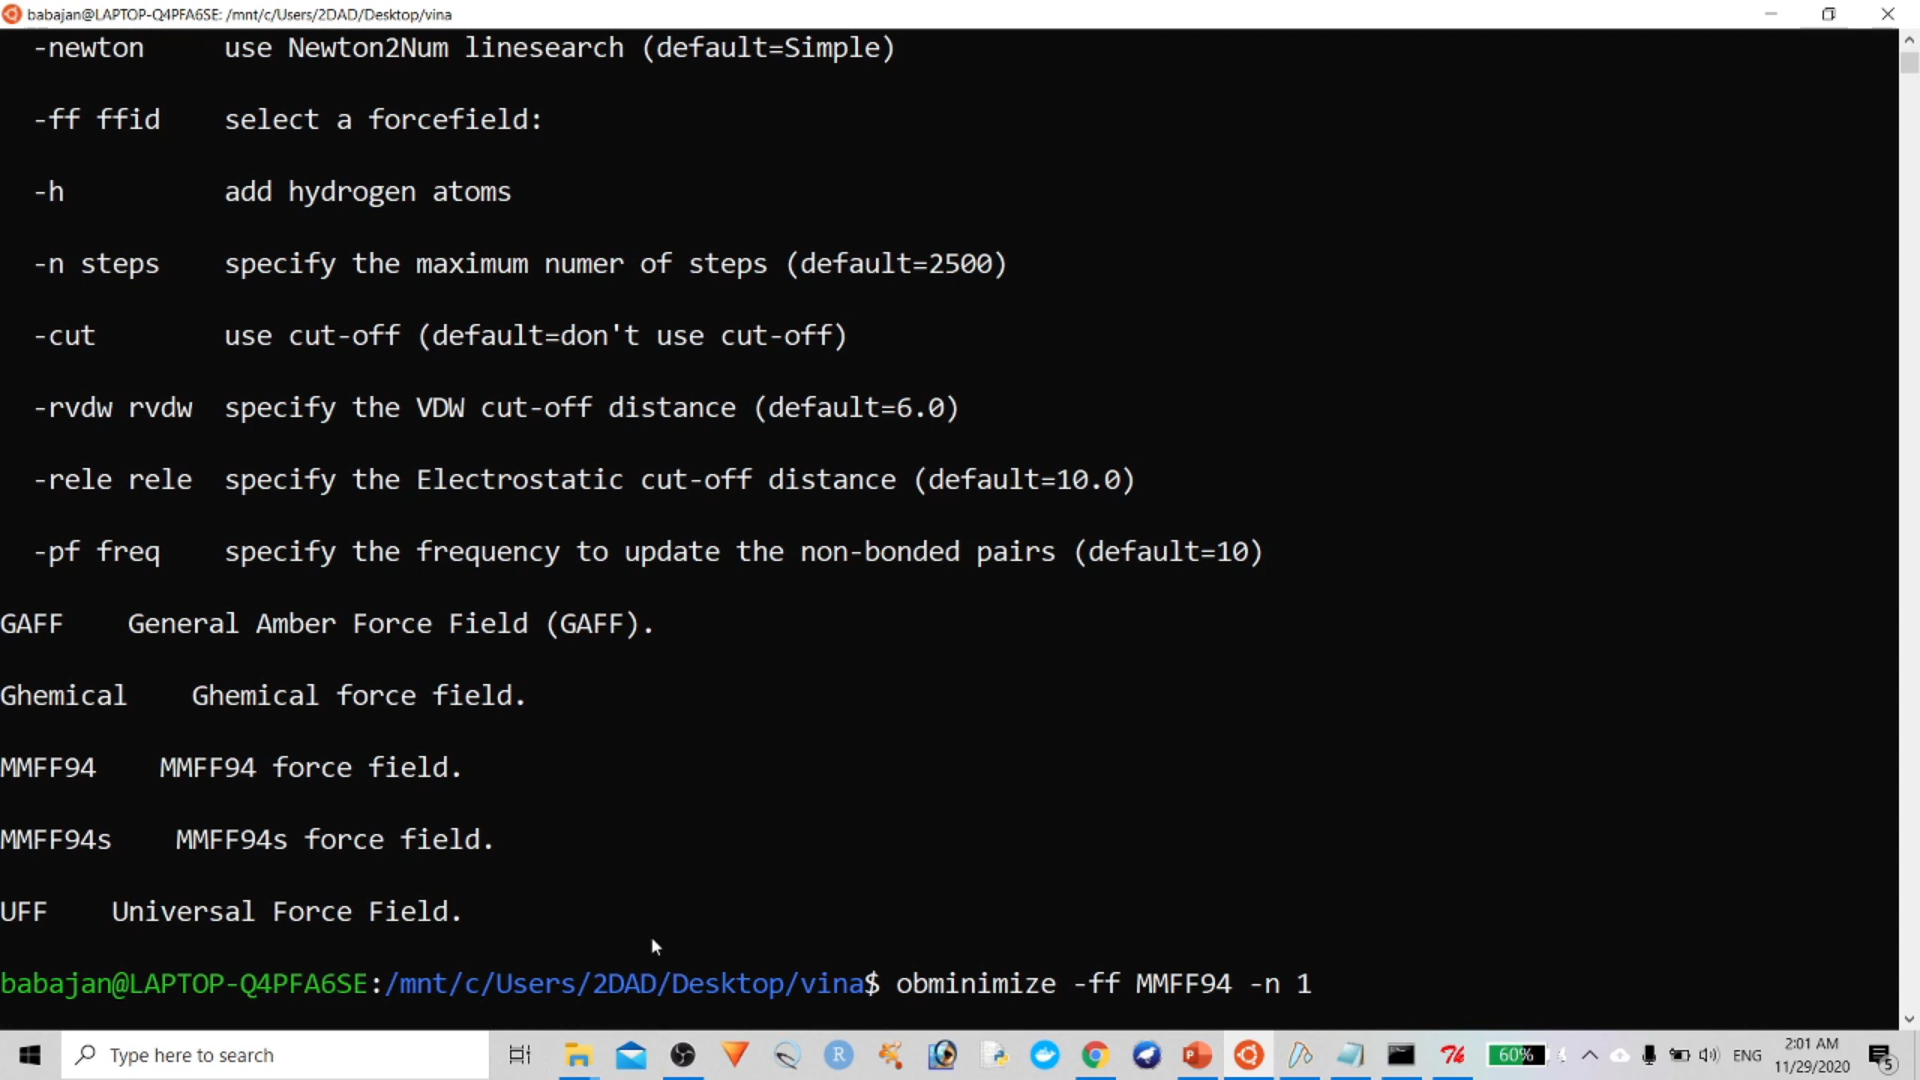 babajan@LAPTOP-Q4PFA6SE: /mnt/c/Users/2DAD/Desktop/vina
-newton use Newton2Num linesearch (default=Simple)
-ff ffid select a forcefield:
-h add hydrogen atoms
-n steps specify the maximum numer of steps (default=2500)
-cut use cut-off (default=don't use cut-off)
-rvdw rvdw specify the VDW cut-off distance (default=6.0)
-rele rele specify the Electrostatic cut-off distance (default=10.0)
-pf freq specify the frequency to update the non-bonded pairs (default=10)
GAFF General Amber Force Field (GAFF).
Ghemical Ghemical force field.
MMFF94 MMFF94 force field.
MMFF94s MMFF94s force field.
UFF Universal Force Field.
babajan@LAPTOP-Q4PFA6SE:/mnt/c/Users/2DAD/Desktop/vina$ obminimize -ff MMFF94 -n 1
Type here to search
R
P
76
60%
ENG
2:01 AM
11/29/2020
5